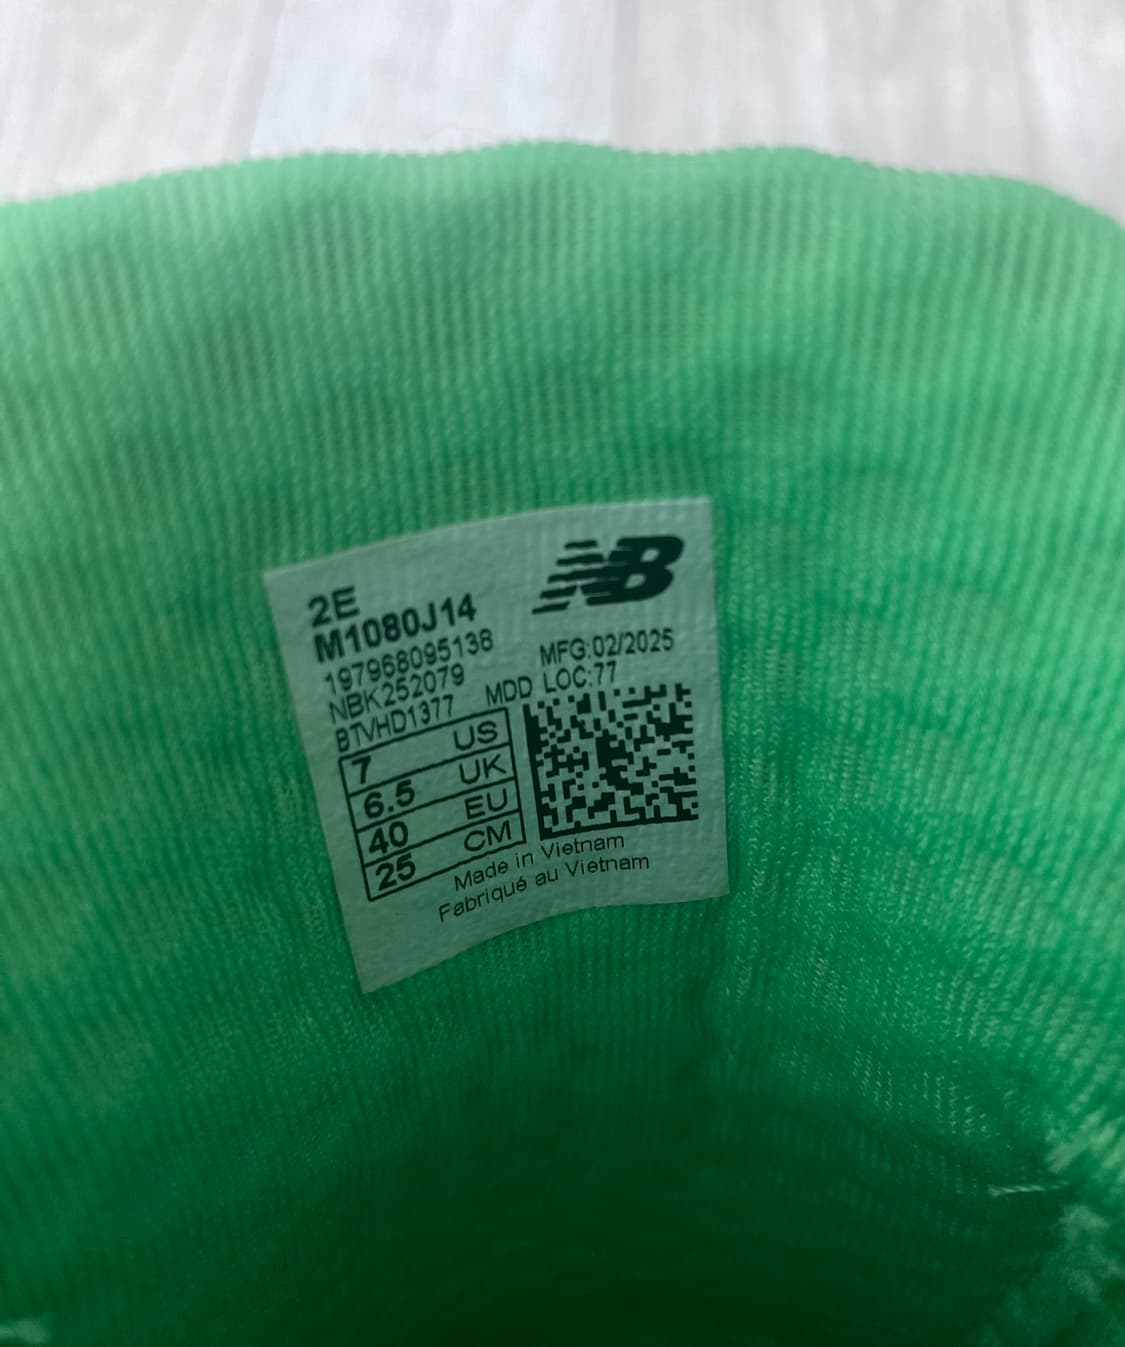 2E
NB
M1080J14
197968095138
MFG:02/2025
NBK252079
BTVHD1377 MDD LOC:77
7 US
6.5 UK
40 EU
25 CM
Made in Vietnam
Fabriqué au Vietnam